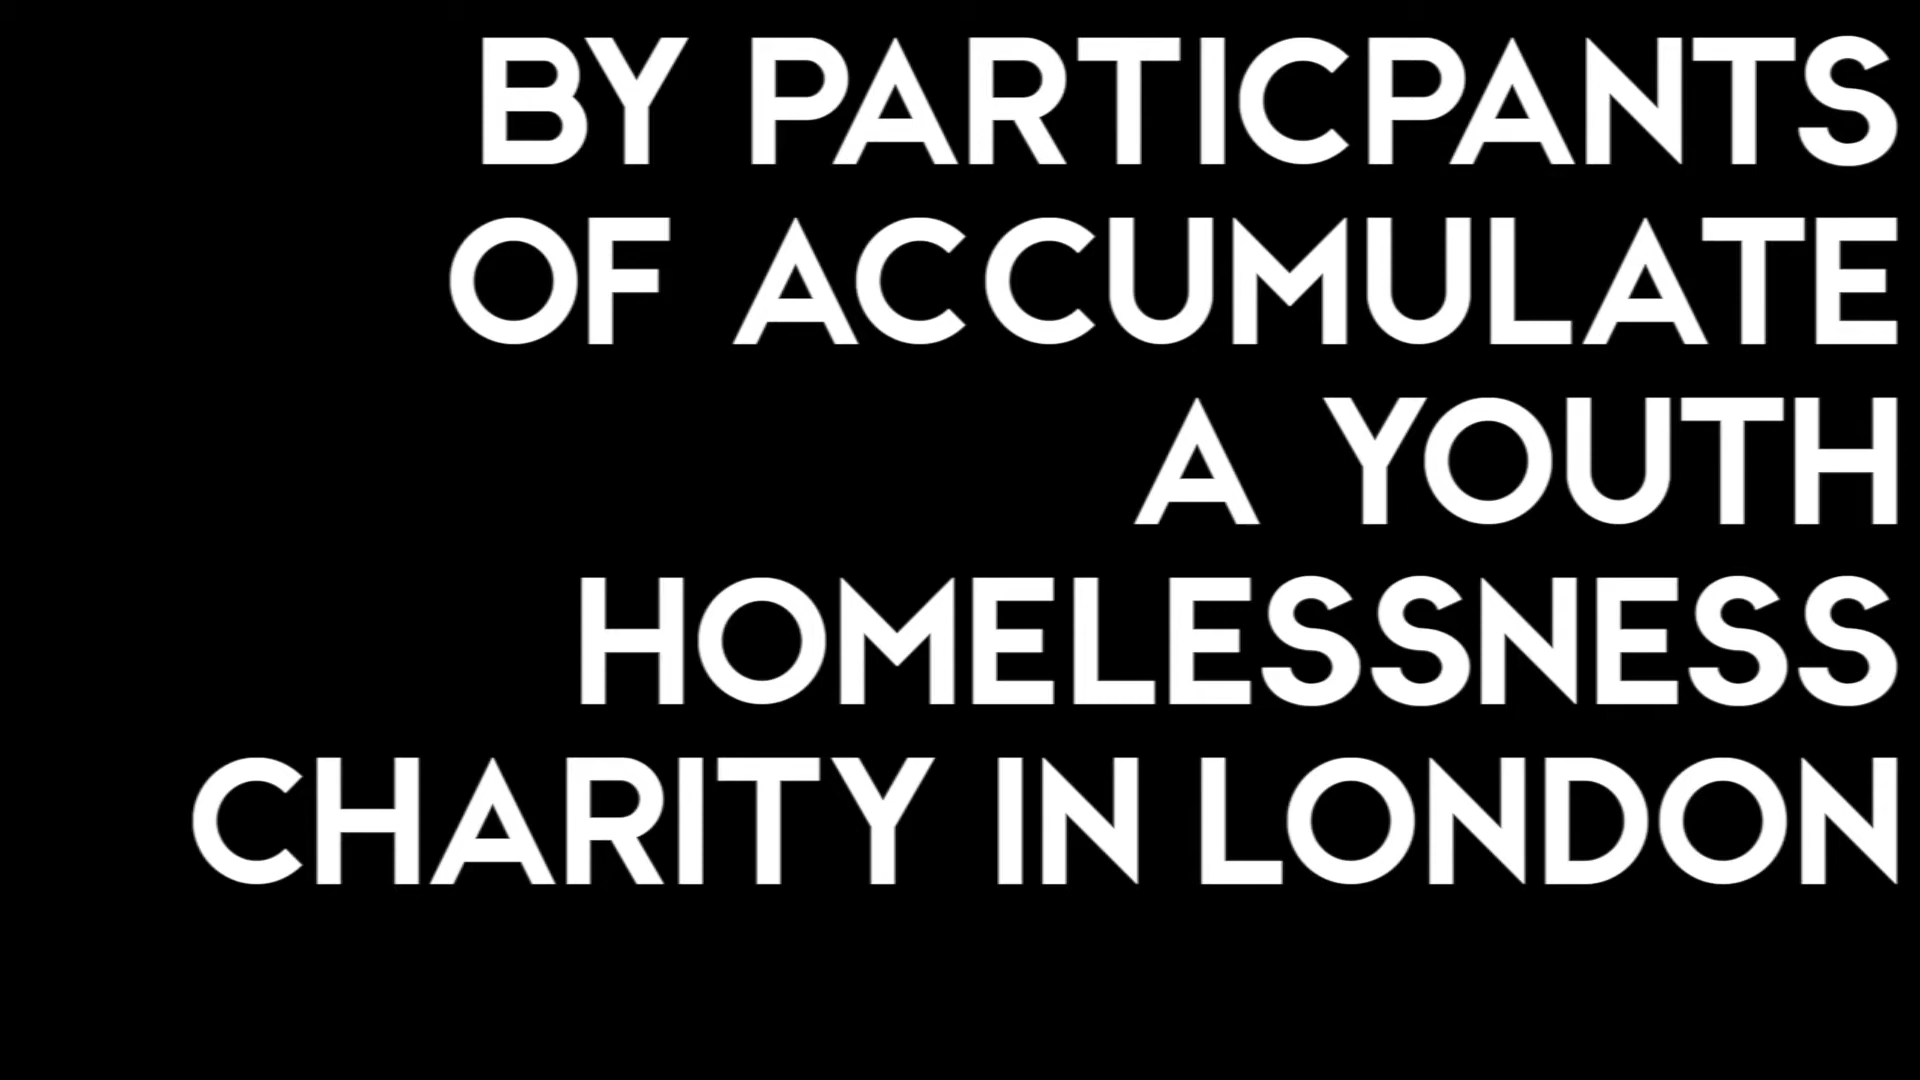 BY PARTICPANTS
OF ACCUMULATE
A YOUTH
HOMELESSNESS
CHARITY IN LONDON